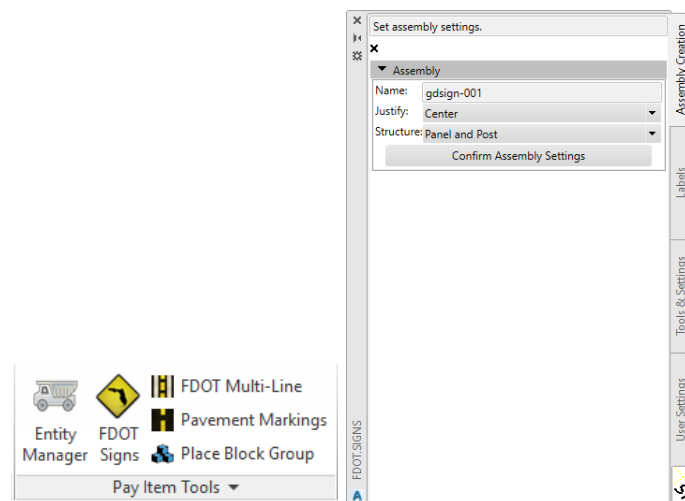 Set assembly settings.
Assembly
Name: gdsign-001
Justify: Center
Structure: Panel and Post
Confirm Assembly Settings
Assembly Creation
Labels
Tools & Settings
User Settings
FDOT.SIGNS
Entity Manager
FDOT Signs
FDOT Multi-Line
Pavement Markings
Place Block Group
Pay Item Tools